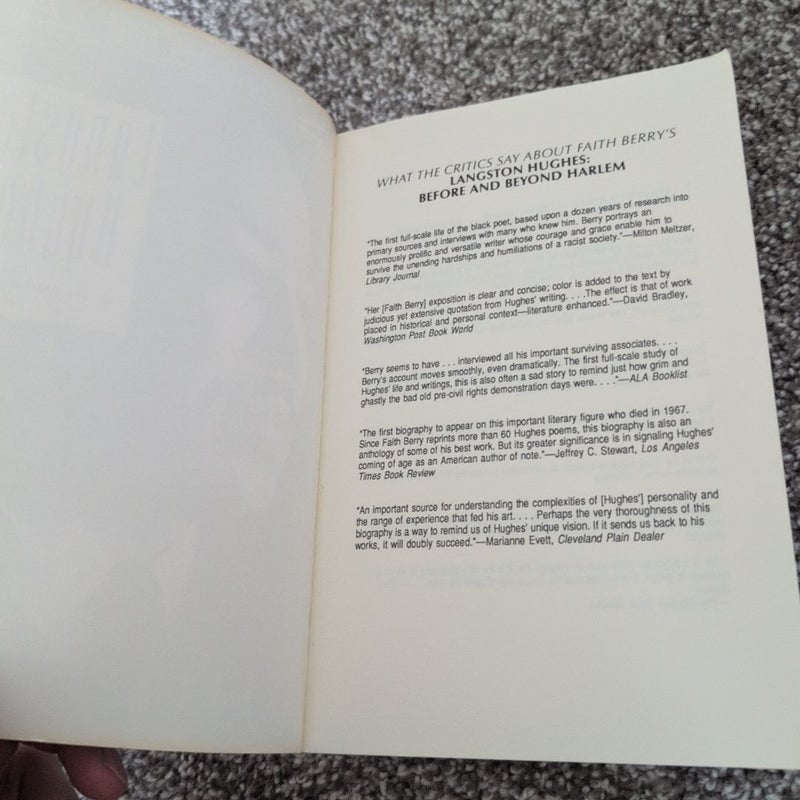 WHAT THE CRITICS SAY ABOUT FAITH BERRY'S
LANGSTON HUGHES:
BEFORE AND BEYOND HARLEM
"The first full-scale life of the black poet, based upon a dozen years of research into
primary sources and interviews with many who knew him. Berry portrays an
enormously prolific and versatile writer whose courage and grace enable him to
survive the unending hardships and humiliations of a racist society."—Milton Meltzer,
Library Journal
"Her [Faith Berry] exposition is clear and concise; color is added to the text by
judicious yet extensive quotation from Hughes' writing. . . .The effect is that of work
placed in historical and personal context—literature enhanced."—David Bradley,
Washington Post Book World
"Berry seems to have . . . interviewed all his important surviving associates. . . .
Berry's account moves smoothly, even dramatically. The first full-scale study of
Hughes' life and writings, this is also often a sad story to remind just how grim and
ghastly the bad old pre-civil rights demonstration days were. . . ."—ALA Booklist
"The first biography to appear on this important literary figure who died in 1967.
Since Faith Berry reprints more than 60 Hughes poems, this biography is also an
anthology of some of his best work. But its greater significance is in signaling Hughes'
coming of age as an American author of note."—Jeffrey C. Stewart, Los Angeles
Times Book Review
"An important source for understanding the complexities of [Hughes'] personality and
the range of experience that fed his art. . . . Perhaps the very thoroughness of this
biography is a way to remind us of Hughes' unique vision. If it sends us back to his
works, it will doubly succeed."—Marianne Evett, Cleveland Plain Dealer